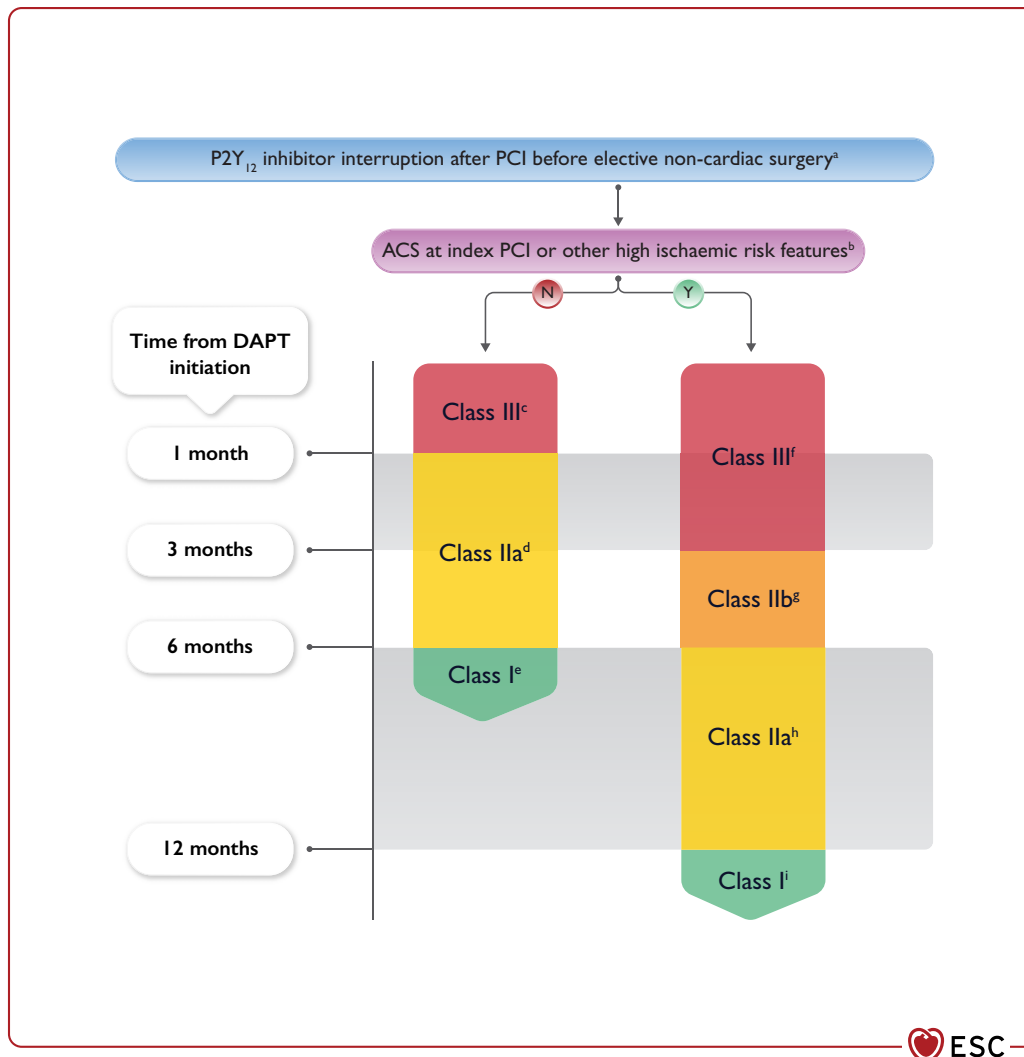 P2Y₁₂ inhibitor interruption after PCI before elective non-cardiac surgeryᵃ
ACS at index PCI or other high ischaemic risk featuresᵇ
N
Y
Time from DAPT
initiation
Class IIIᶜ
1 month
Class IIIᶠ
3 months
Class IIaᵈ
Class IIbᵍ
6 months
Class Iᵉ
Class IIaʰ
12 months
Class Iⁱ
ESC